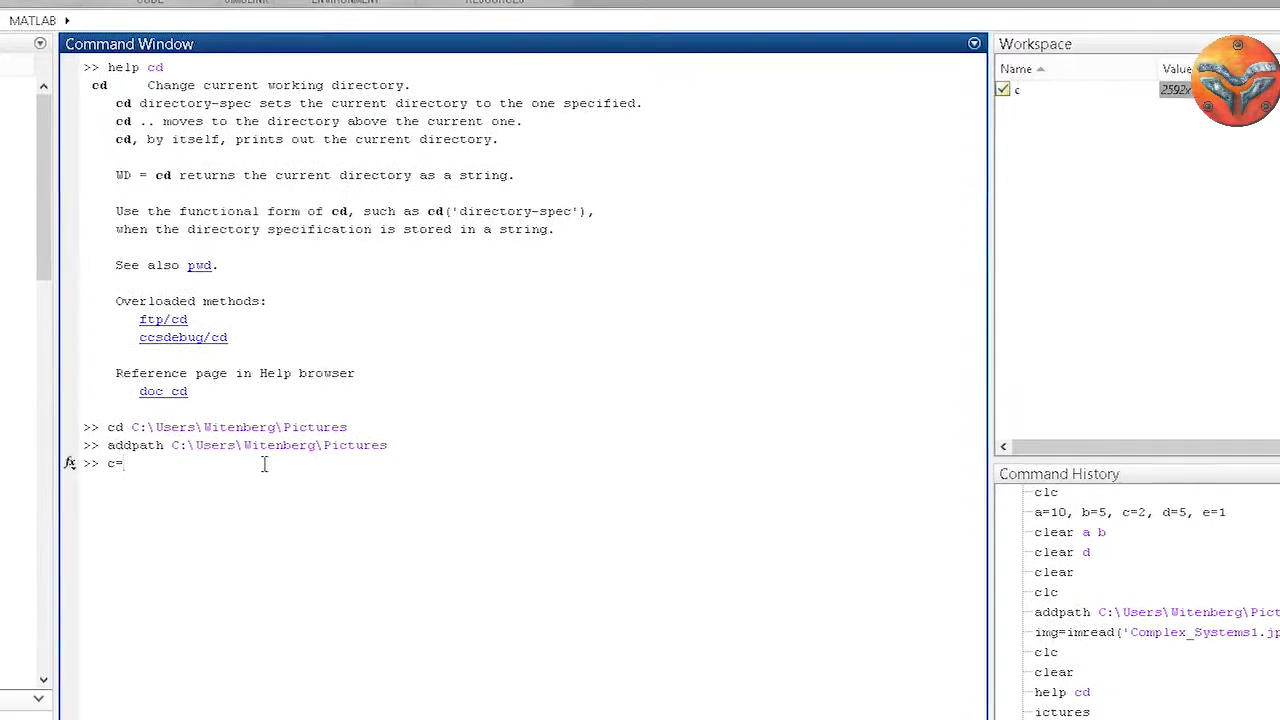 CODE SIMULINK ENVIRONMENT RESOURCES
MATLAB
Command Window
>> help cd
cd Change current working directory.
cd directory-spec sets the current directory to the one specified.
cd .. moves to the directory above the current one.
cd, by itself, prints out the current directory.
WD = cd returns the current directory as a string.
Use the functional form of cd, such as cd('directory-spec'),
when the directory specification is stored in a string.
See also pwd.
Overloaded methods:
ftp/cd
ccsdebug/cd
Reference page in Help browser
doc cd
>> cd C:\Users\Witenberg\Pictures
>> addpath C:\Users\Witenberg\Pictures
fx >> c=
Workspace
Name Value
c 2592x
Command History
clc
a=10, b=5, c=2, d=5, e=1
clear a b
clear d
clear
clc
addpath C:\Users\Witenberg\Pict
img=imread('Complex_Systems1.jp
clc
clear
help cd
ictures